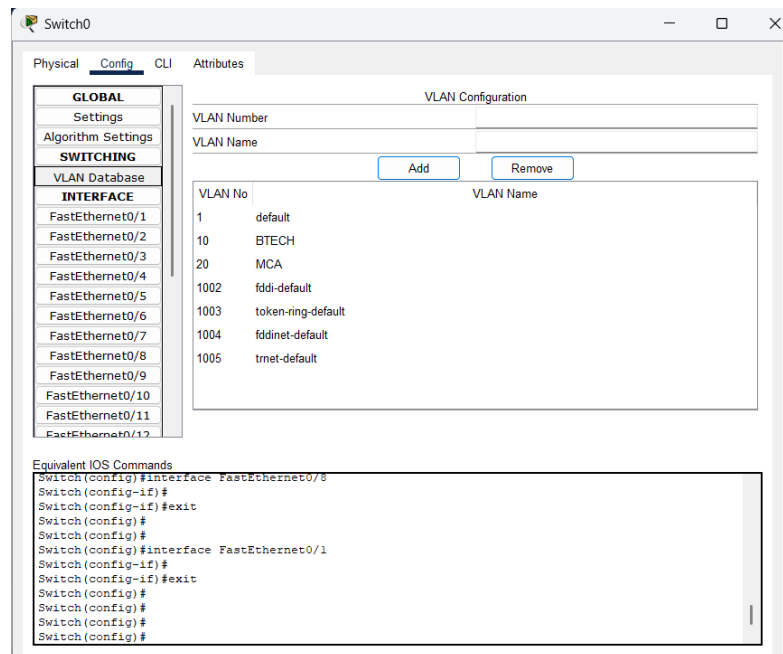 Switch0
Physical Config CLI Attributes
GLOBAL
Settings
Algorithm Settings
SWITCHING
VLAN Database
INTERFACE
FastEthernet0/1
FastEthernet0/2
FastEthernet0/3
FastEthernet0/4
FastEthernet0/5
FastEthernet0/6
FastEthernet0/7
FastEthernet0/8
FastEthernet0/9
FastEthernet0/10
FastEthernet0/11
FastEthernet0/12
VLAN Configuration
VLAN Number
VLAN Name
Add Remove
VLAN No VLAN Name
1 default
10 BTECH
20 MCA
1002 fddi-default
1003 token-ring-default
1004 fddinet-default
1005 trnet-default
Equivalent IOS Commands
Switch(config)#interface FastEthernet0/8
Switch(config-if)#
Switch(config-if)#exit
Switch(config)#
Switch(config)#
Switch(config)#interface FastEthernet0/1
Switch(config-if)#
Switch(config-if)#exit
Switch(config)#
Switch(config)#
Switch(config)#
Switch(config)#